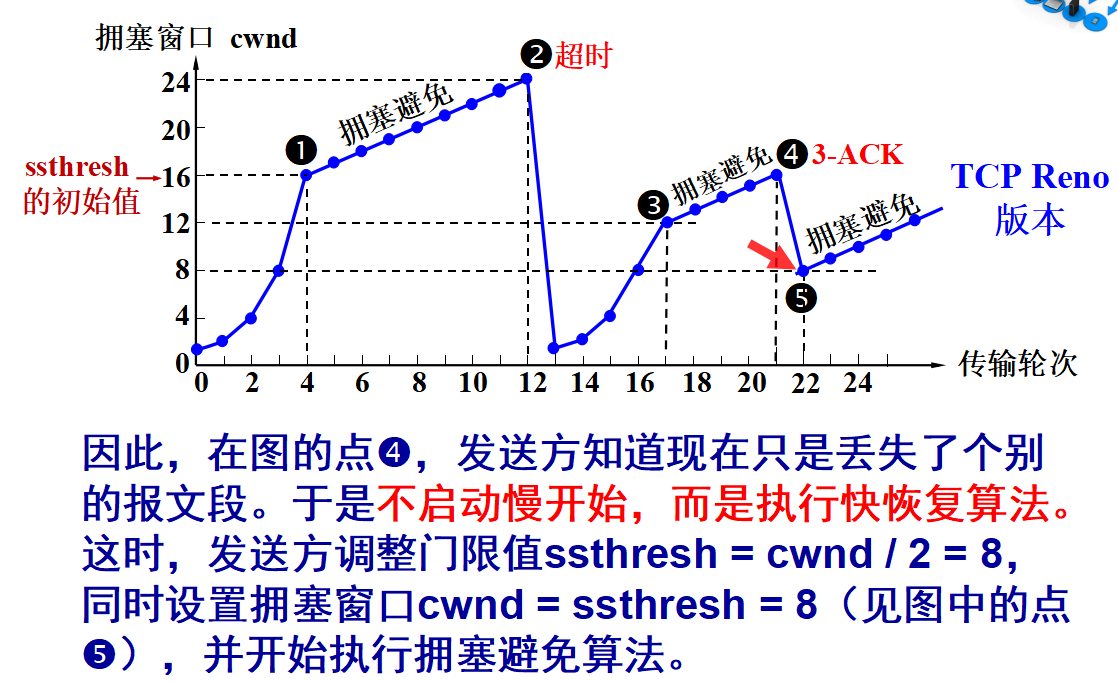 拥塞窗口 cwnd
❷超时
24
拥塞避免
20
❶
❹3-ACK
ssthresh
的初始值
16
拥塞避免
TCP Reno
版本
❸
12
拥塞避免
8
❺
4
0
0 2 4 6 8 10 12 14 16 18 20 22 24
传输轮次
因此，在图的点❹，发送方知道现在只是丢失了个别
的报文段。于是不启动慢开始，而是执行快恢复算法。
这时，发送方调整门限值ssthresh = cwnd / 2 = 8，
同时设置拥塞窗口cwnd = ssthresh = 8（见图中的点
❺），并开始执行拥塞避免算法。